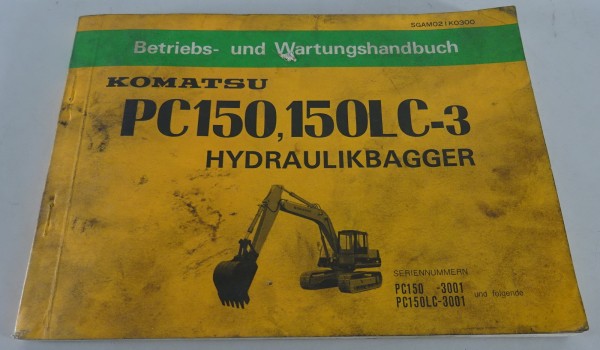 SGAM021K0300
Betriebs- und Wartungshandbuch
KOMATSU
PC150,150LC-3
HYDRAULIKBAGGER
SERIENNUMMERN
PC150 -3001
PC150LC-3001 und folgende